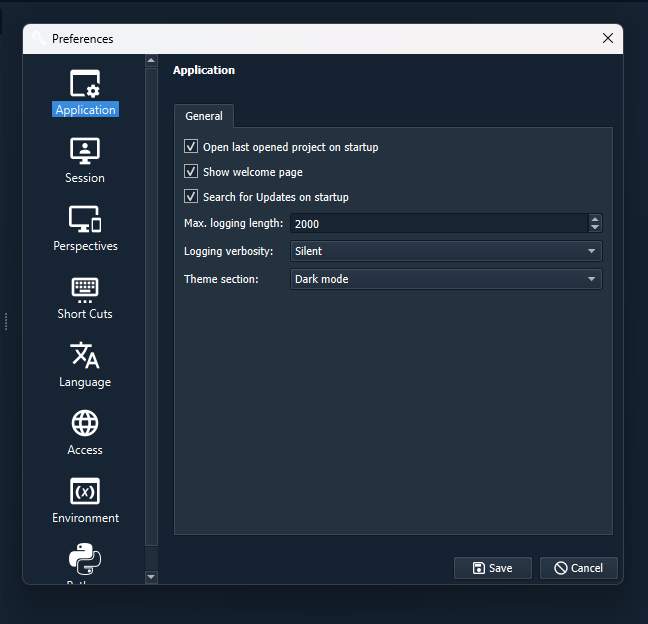 Preferences
Application
Session
Perspectives
Short Cuts
Language
Access
(x)
Environment
Application
General
Open last opened project on startup
Show welcome page
Search for Updates on startup
Max. logging length: 2000
Logging verbosity: Silent
Theme section: Dark mode
Save Cancel